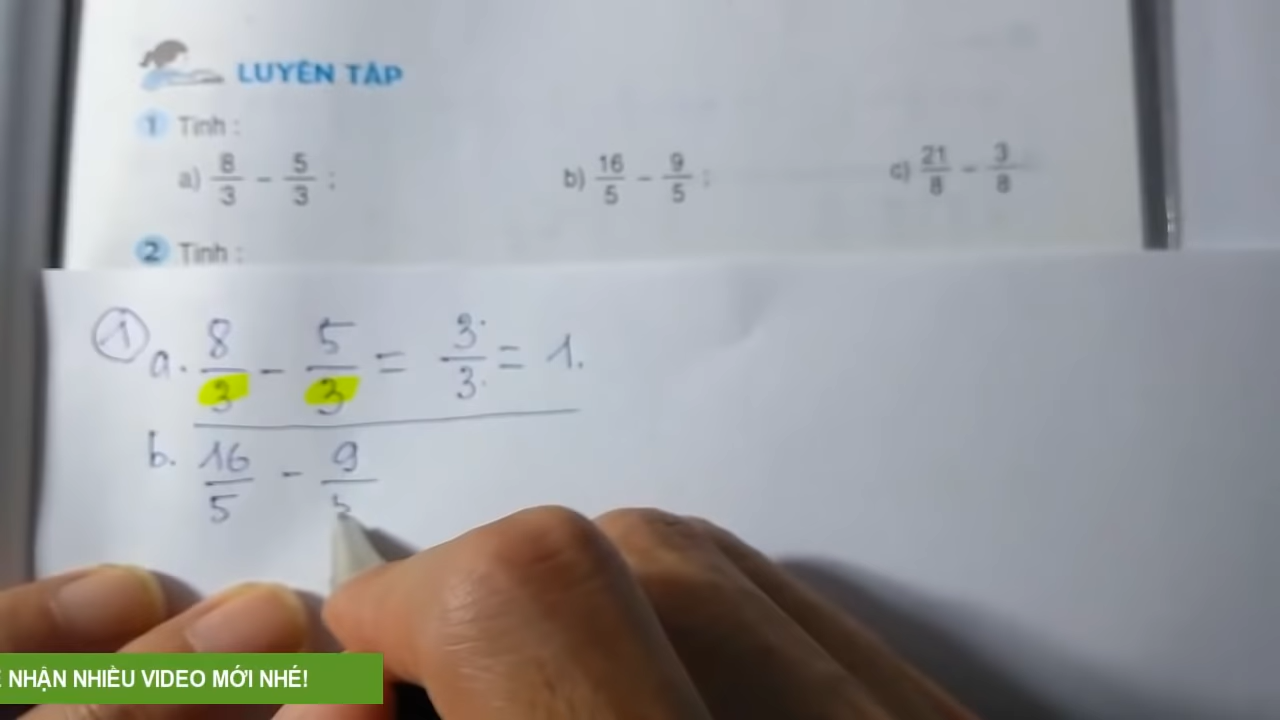 LUYỆN TẬP
1 Tính :
a) 8/3 - 5/3 ; b) 16/5 - 9/5 ; c) 21/8 - 3/8
2 Tính :
1 a. 8/3 - 5/3 = 3/3 = 1.
b. 16/5 - 9/5
NHẬN NHIỀU VIDEO MỚI NHÉ!